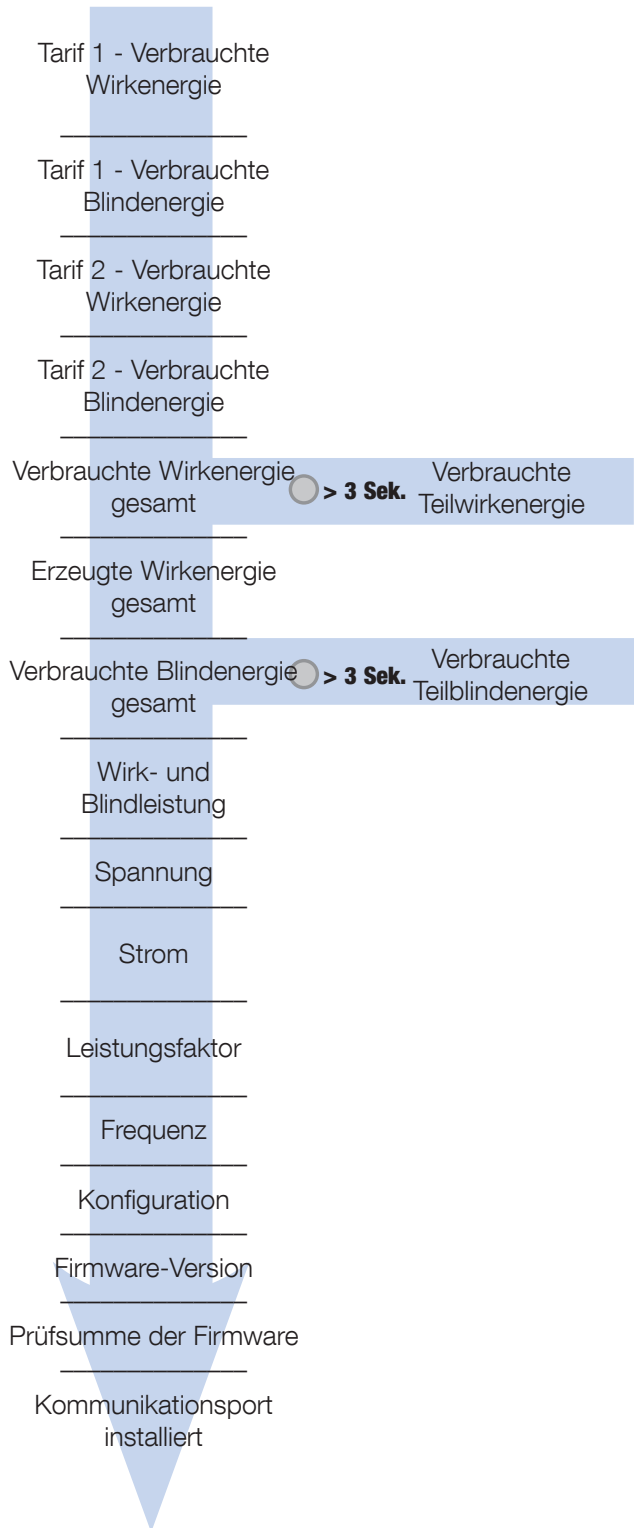 Tarif 1 - Verbrauchte
Wirkenergie
Tarif 1 - Verbrauchte
Blindenergie
Tarif 2 - Verbrauchte
Wirkenergie
Tarif 2 - Verbrauchte
Blindenergie
Verbrauchte Wirkenergie
gesamt
> 3 Sek.
Verbrauchte
Teilwirkenergie
Erzeugte Wirkenergie
gesamt
Verbrauchte Blindenergie
gesamt
> 3 Sek.
Verbrauchte
Teilblindenergie
Wirk- und
Blindleistung
Spannung
Strom
Leistungsfaktor
Frequenz
Konfiguration
Firmware-Version
Prüfsumme der Firmware
Kommunikationsport
installiert